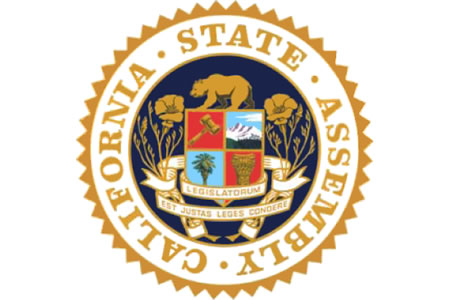 CALIFORNIA · STATE · ASSEMBLY ·
LEGISLATORUM
EST JUSTAS LEGES CONDERE